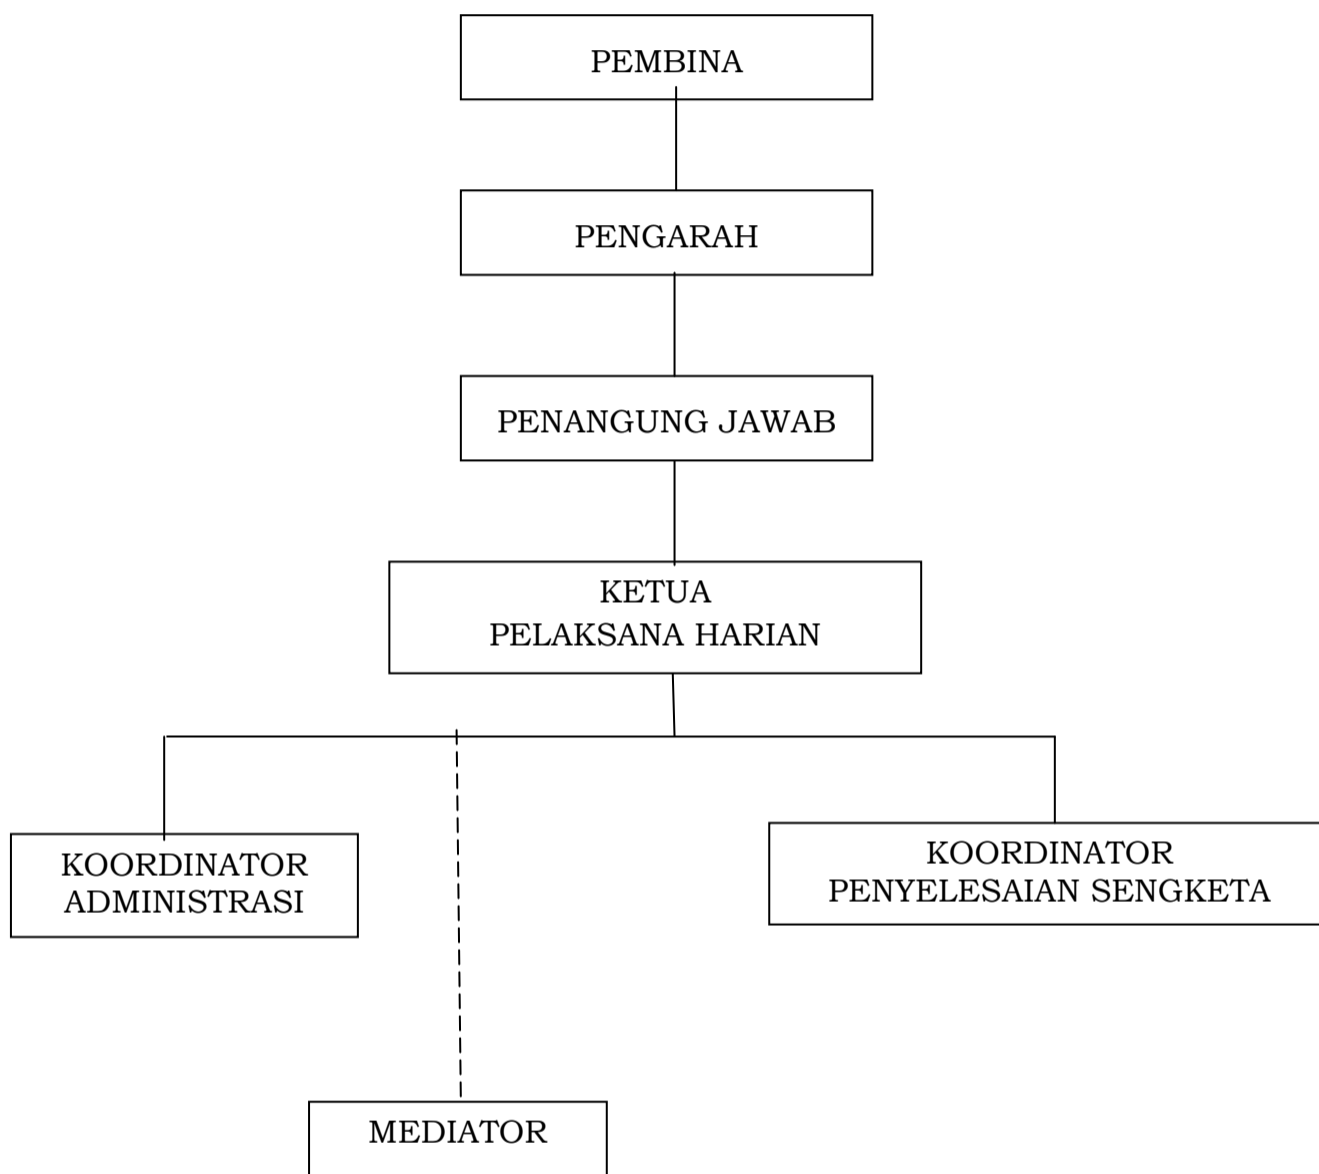 PEMBINA
PENGARAH
PENANGUNG JAWAB
KETUA
PELAKSANA HARIAN
KOORDINATOR
ADMINISTRASI
KOORDINATOR
PENYELESAIAN SENGKETA
MEDIATOR